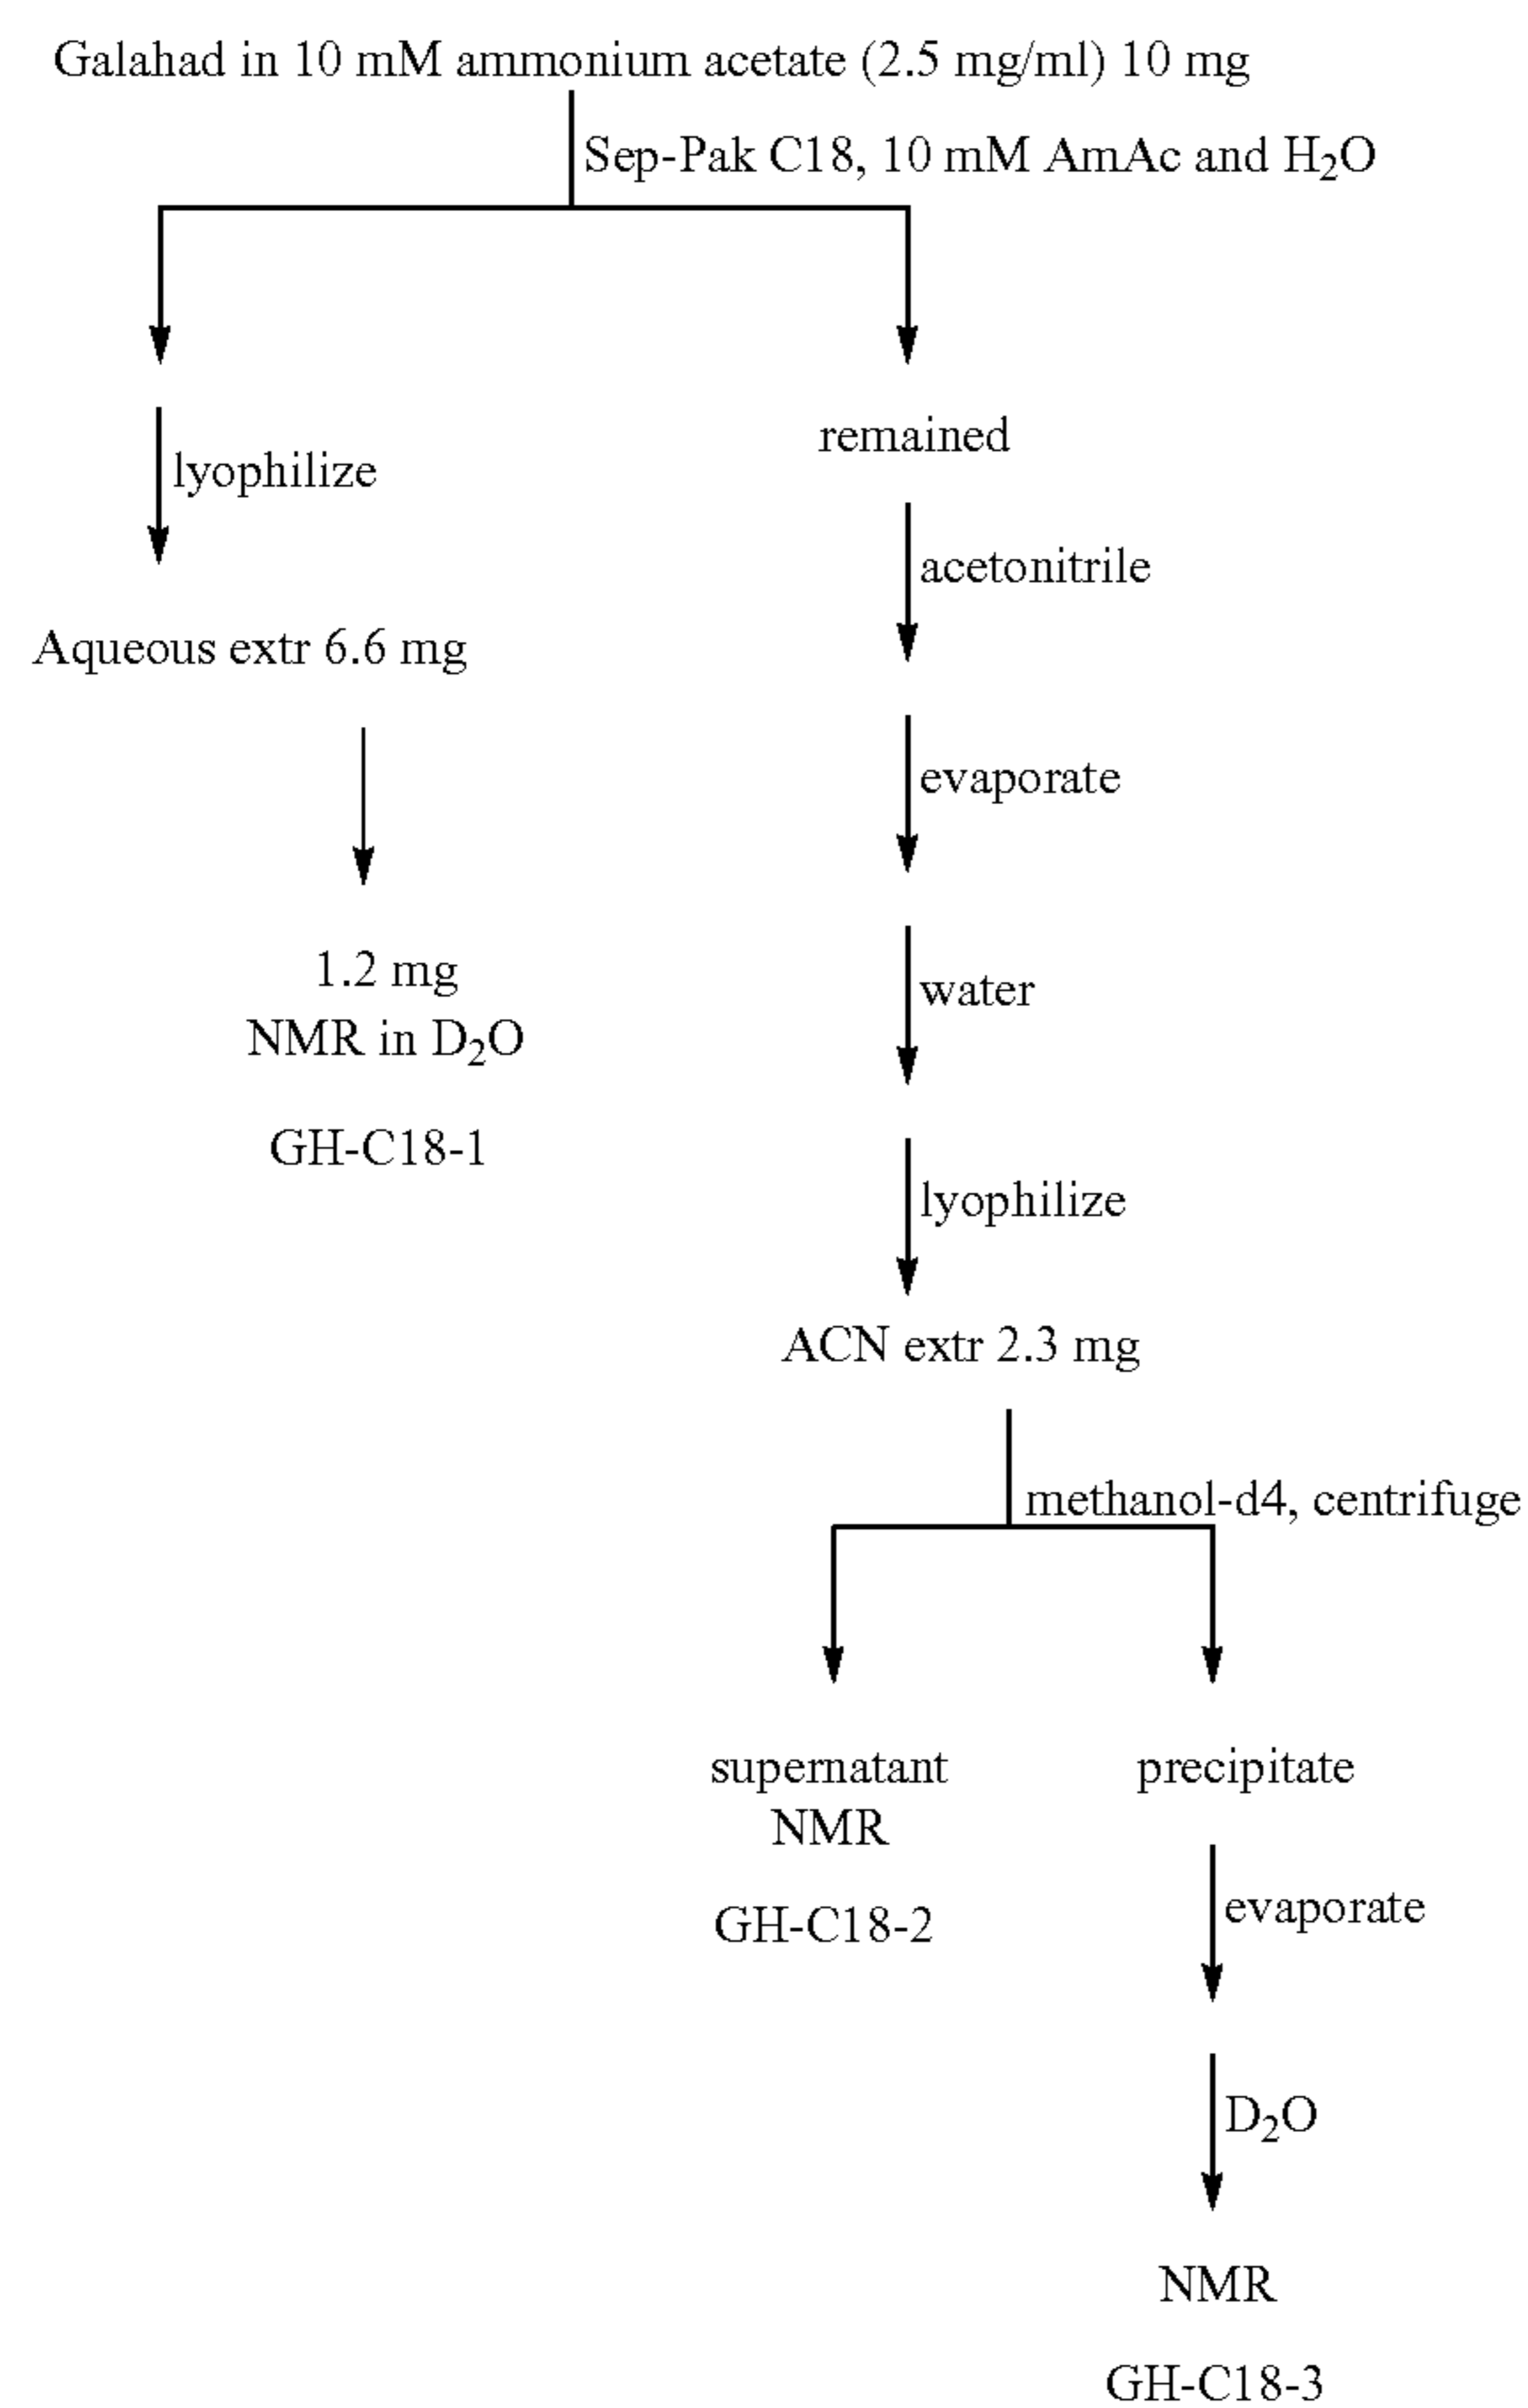 Galahad in 10 mM ammonium acetate (2.5 mg/ml) 10 mg
Sep-Pak C18, 10 mM AmAc and H₂O
lyophilize
Aqueous extr 6.6 mg
1.2 mg
NMR in D₂O
GH-C18-1
remained
acetonitrile
evaporate
water
lyophilize
ACN extr 2.3 mg
methanol-d4, centrifuge
supernatant
NMR
GH-C18-2
precipitate
evaporate
D₂O
NMR
GH-C18-3